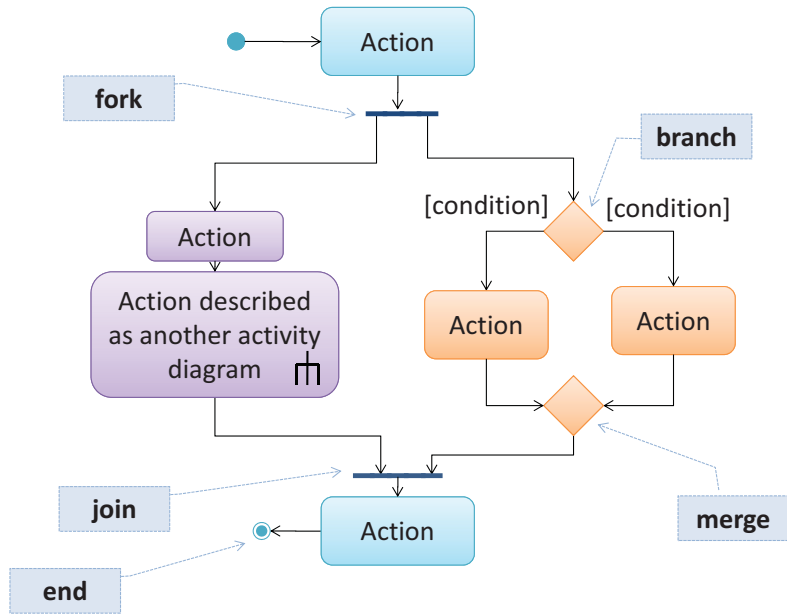 Action
fork
branch
[condition]
[condition]
Action
Action described
as another activity
diagram
Action
Action
join
Action
merge
end